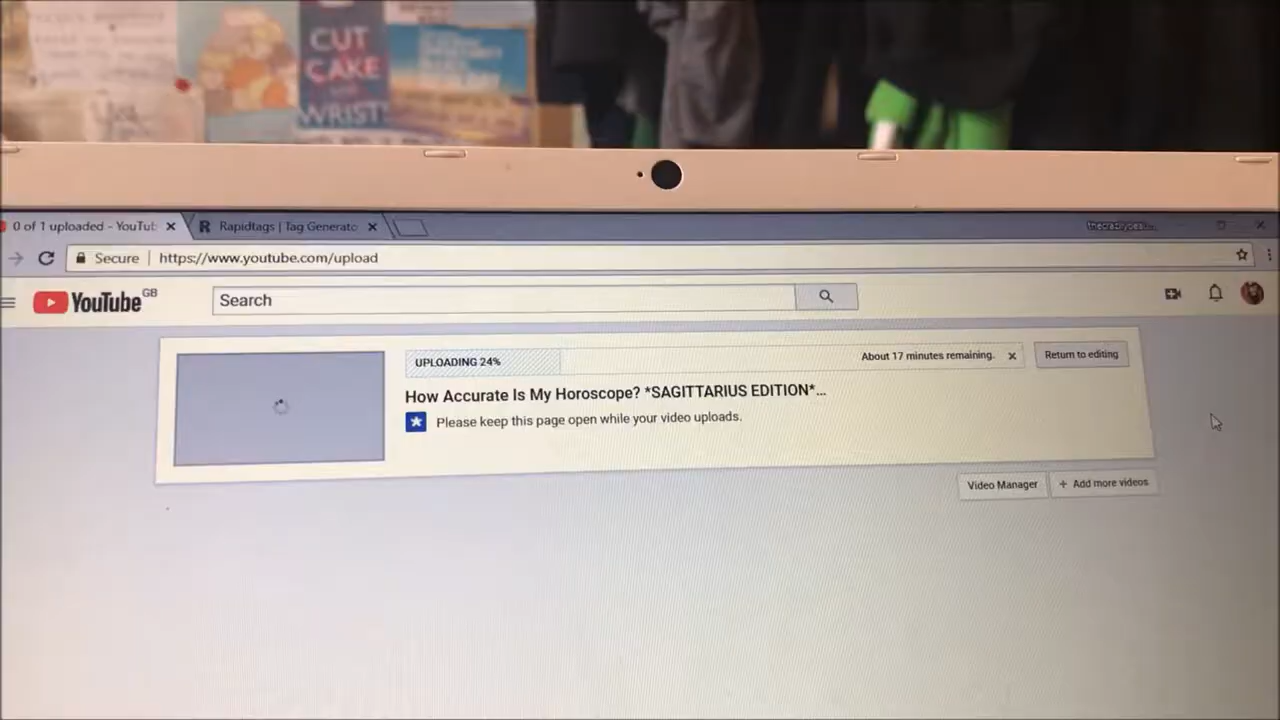 CUT
CAKE
WRIST
0 of 1 uploaded - YouTub
Rapidtags | Tag Generato
Secure
https://www.youtube.com/upload
YouTube GB
Search
UPLOADING 24%
About 17 minutes remaining.
Return to editing
How Accurate Is My Horoscope? *SAGITTARIUS EDITION*...
Please keep this page open while your video uploads.
Video Manager
+ Add more videos